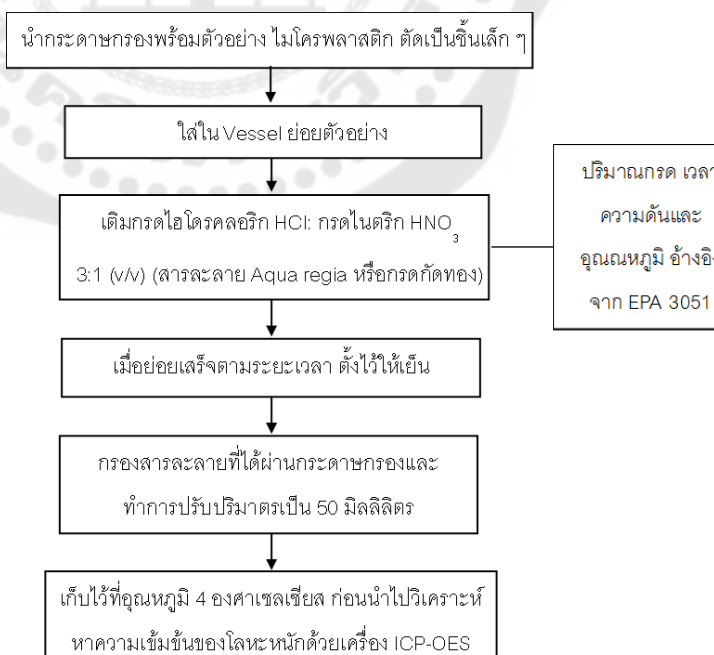 นำกระดาษกรองพร้อมตัวอย่าง ไมโครพลาสติก ตัดเป็นชิ้นเล็ก ๆ
ใส่ใน Vessel ย่อยตัวอย่าง
เติมกรดไฮโดรคลอริก HCl: กรดไนตริก HNO3
3:1 (v/v) (สารละลาย Aqua regia หรือกรดกัดทอง)
ปริมาณกรด เวลา
ความดันและ
อุณณหภูมิ อ้างอิง
จาก EPA 3051
เมื่อย่อยเสร็จตามระยะเวลา ตั้งไว้ให้เย็น
กรองสารละลายที่ได้ผ่านกระดาษกรองและ
ทำการปรับปริมาตรเป็น 50 มิลลิลิตร
เก็บไว้ที่อุณหภูมิ 4 องศาเซลเซียส ก่อนนำไปวิเคราะห์
หาความเข้มข้นของโลหะหนักด้วยเครื่อง ICP-OES